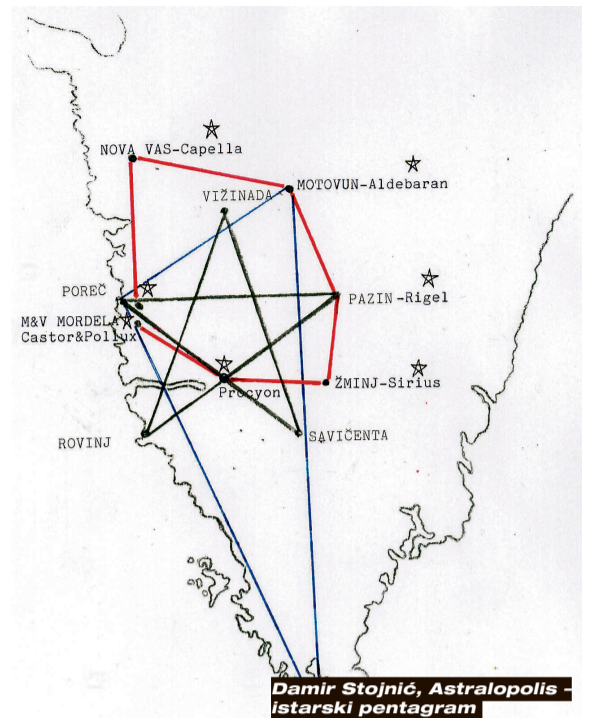 NOVA VAS-Capella
MOTOVUN-Aldebaran
VIŽINADA
POREČ
PAZIN-Rigel
M&V MORDELA
Castor&Pollux
ŽMINJ-Sirius
Procyon
ROVINJ
SAVIČENTA
Damir Stojnić, Astralopolis -
istarski pentagram